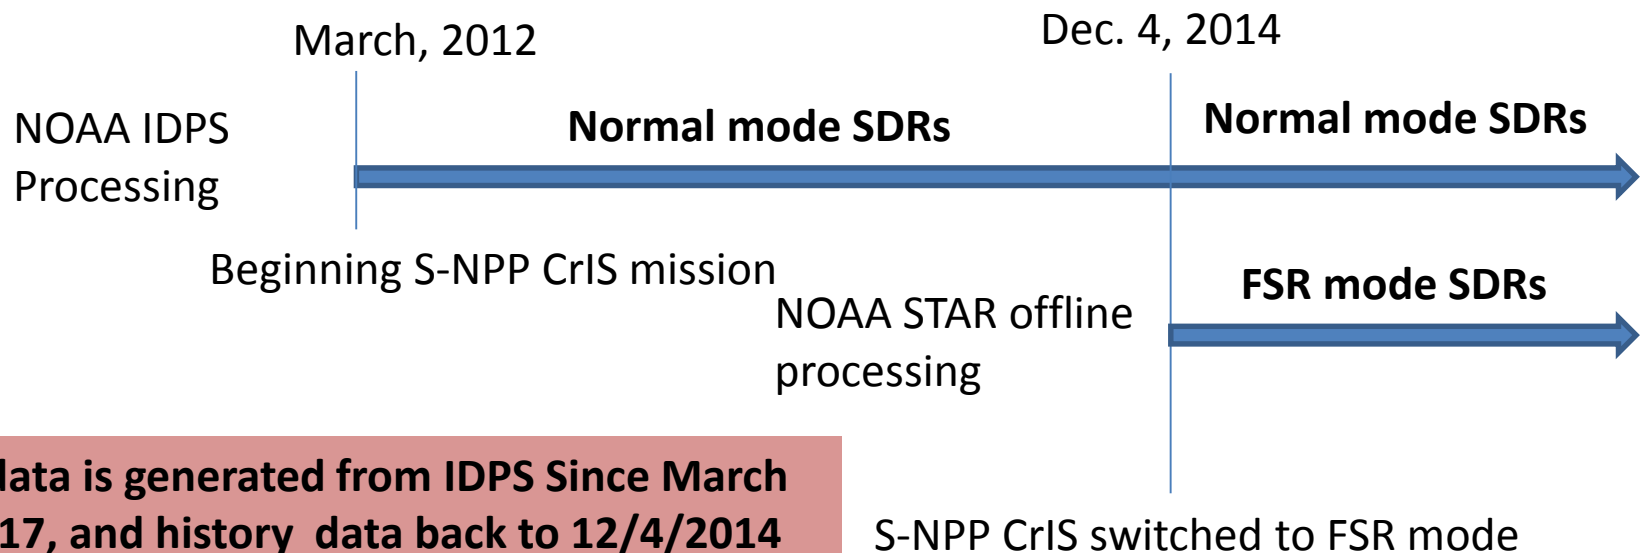 March, 2012
Dec. 4, 2014
NOAA IDPS
Processing
Normal mode SDRs
Normal mode SDRs
Beginning S-NPP CrIS mission
FSR mode SDRs
NOAA STAR offline
processing
data is generated from IDPS Since March
17, and history data back to 12/4/2014
S-NPP CrIS switched to FSR mode